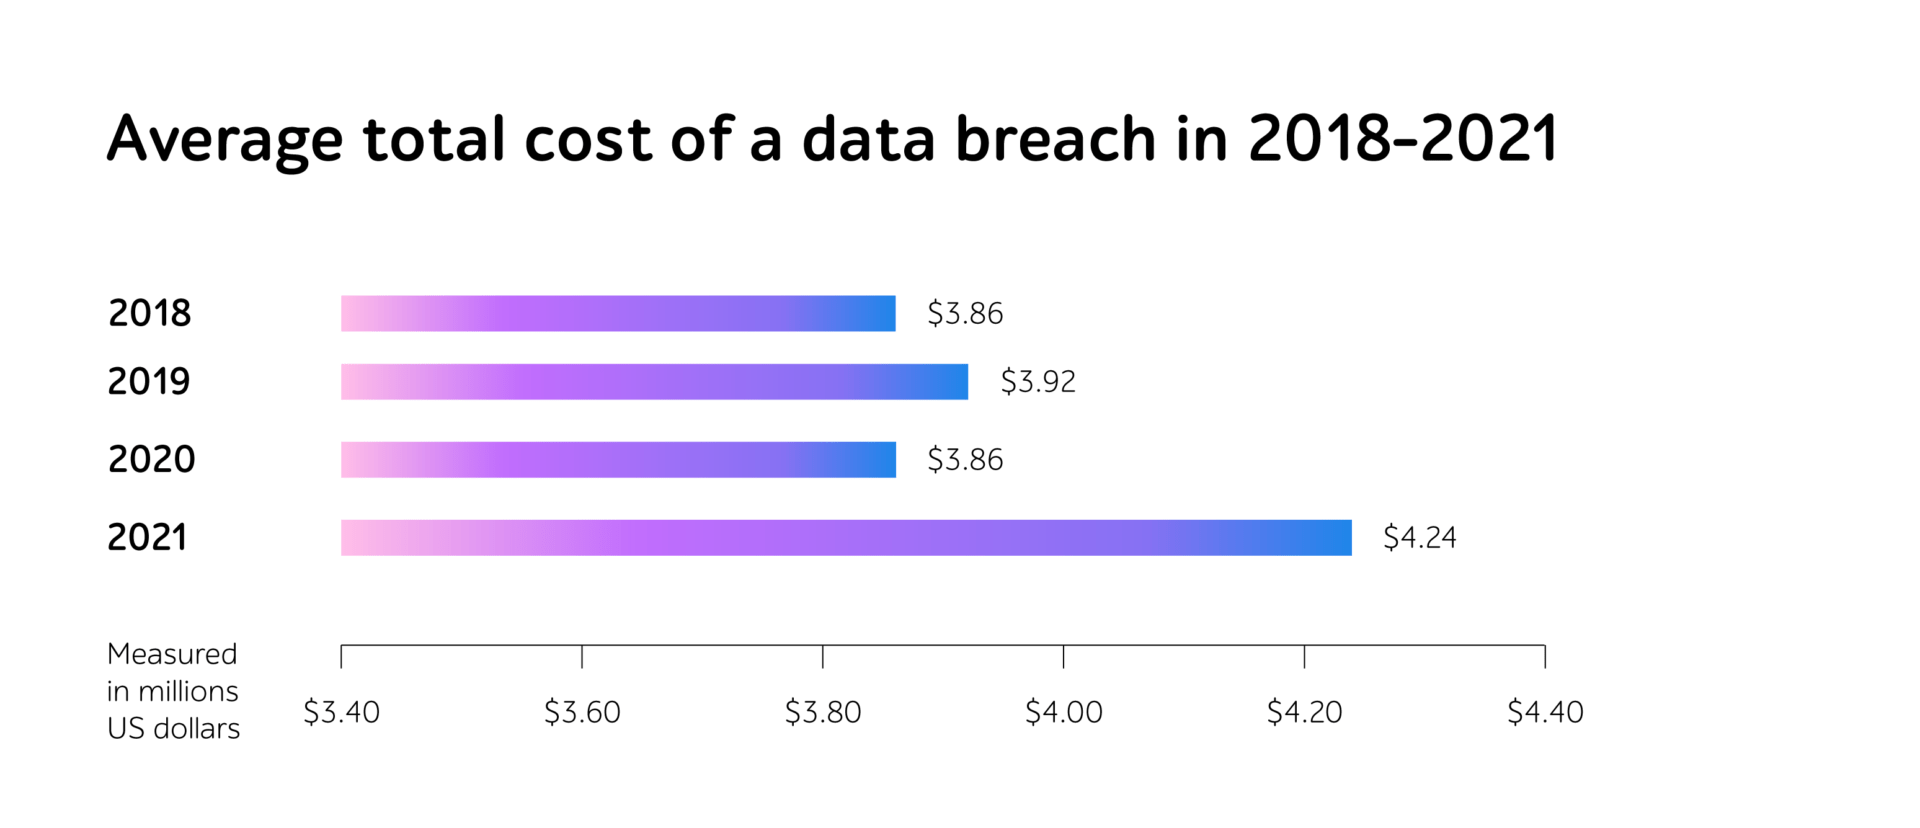 Average total cost of a data breach in 2018-2021
2018 $3.86
2019 $3.92
2020 $3.86
2021 $4.24
Measured
in millions
US dollars
$3.40 $3.60 $3.80 $4.00 $4.20 $4.40